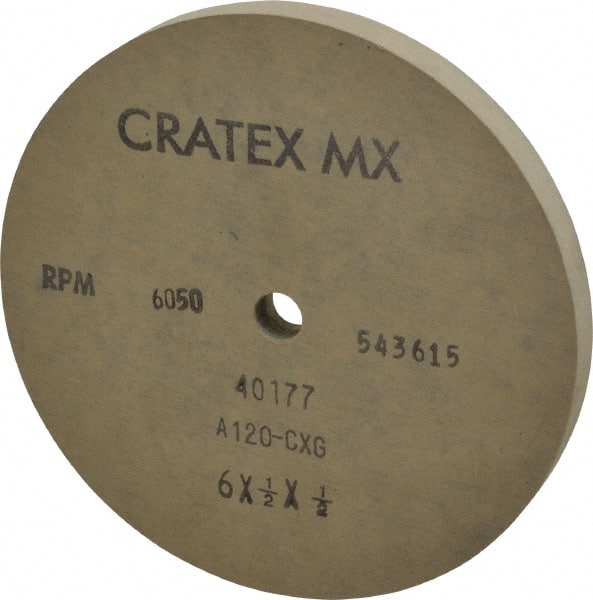 CRATEX MX
RPM 6050 543615
40177
A120-CXG
6 X 1/2 X 1/2